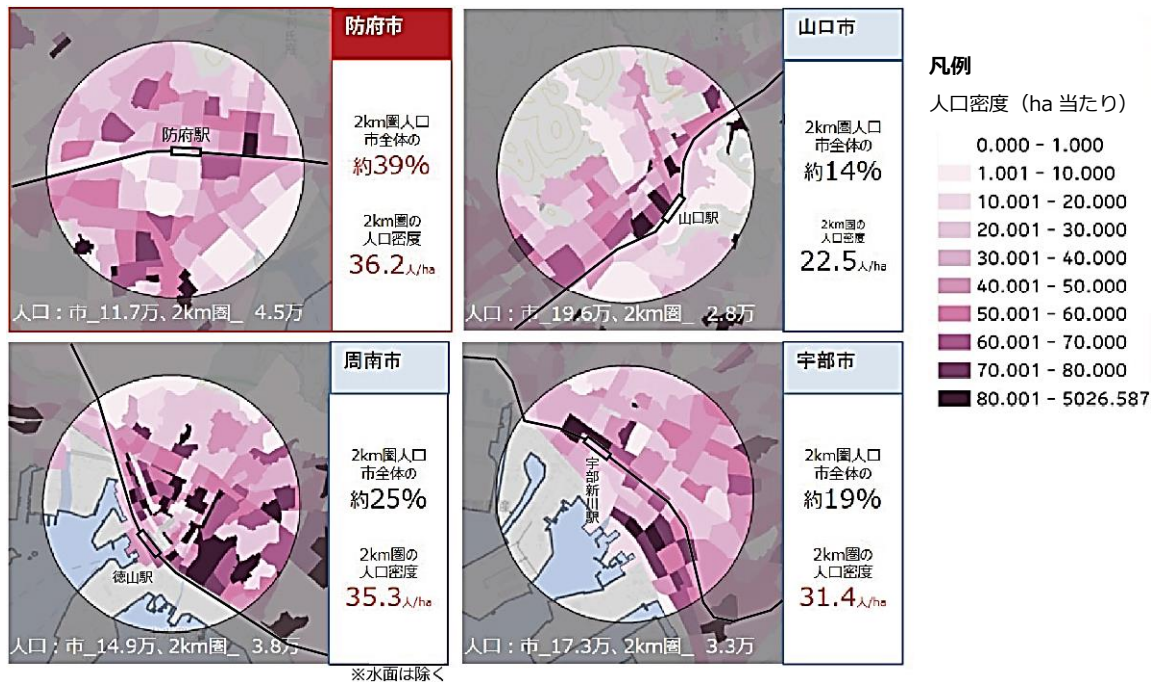 防府市
2km圏人口
市全体の
約39%
2km圏の
人口密度
36.2人/ha
防府駅
人口：市_11.7万、2km圏_ 4.5万
山口市
2km圏人口
市全体の
約14%
2km圏の
人口密度
22.5人/ha
山口駅
人口：市_19.6万、2km圏_ 2.8万
周南市
2km圏人口
市全体の
約25%
2km圏の
人口密度
35.3人/ha
徳山駅
人口：市_14.9万、2km圏_ 3.8万
※水面は除く
宇部市
2km圏人口
市全体の
約19%
2km圏の
人口密度
31.4人/ha
宇部新川駅
人口：市_17.3万、2km圏_ 3.3万
凡例
人口密度（ha 当たり）
0.000 - 1.000
1.001 - 10.000
10.001 - 20.000
20.001 - 30.000
30.001 - 40.000
40.001 - 50.000
50.001 - 60.000
60.001 - 70.000
70.001 - 80.000
80.001 - 5026.587